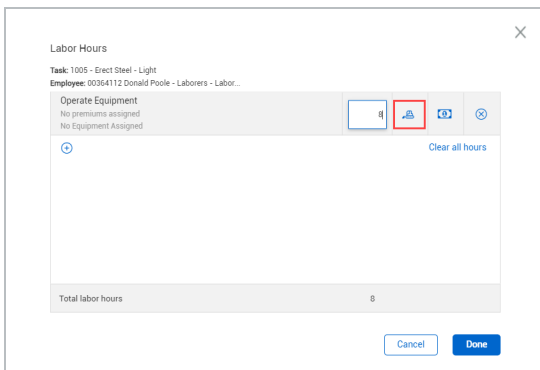 Labor Hours
Task: 1005 - Erect Steel - Light
Employee: 00364112 Donald Poole - Laborers - Labor...
Operate Equipment
No premiums assigned
No Equipment Assigned
8
Clear all hours
Total labor hours 8
Cancel Done